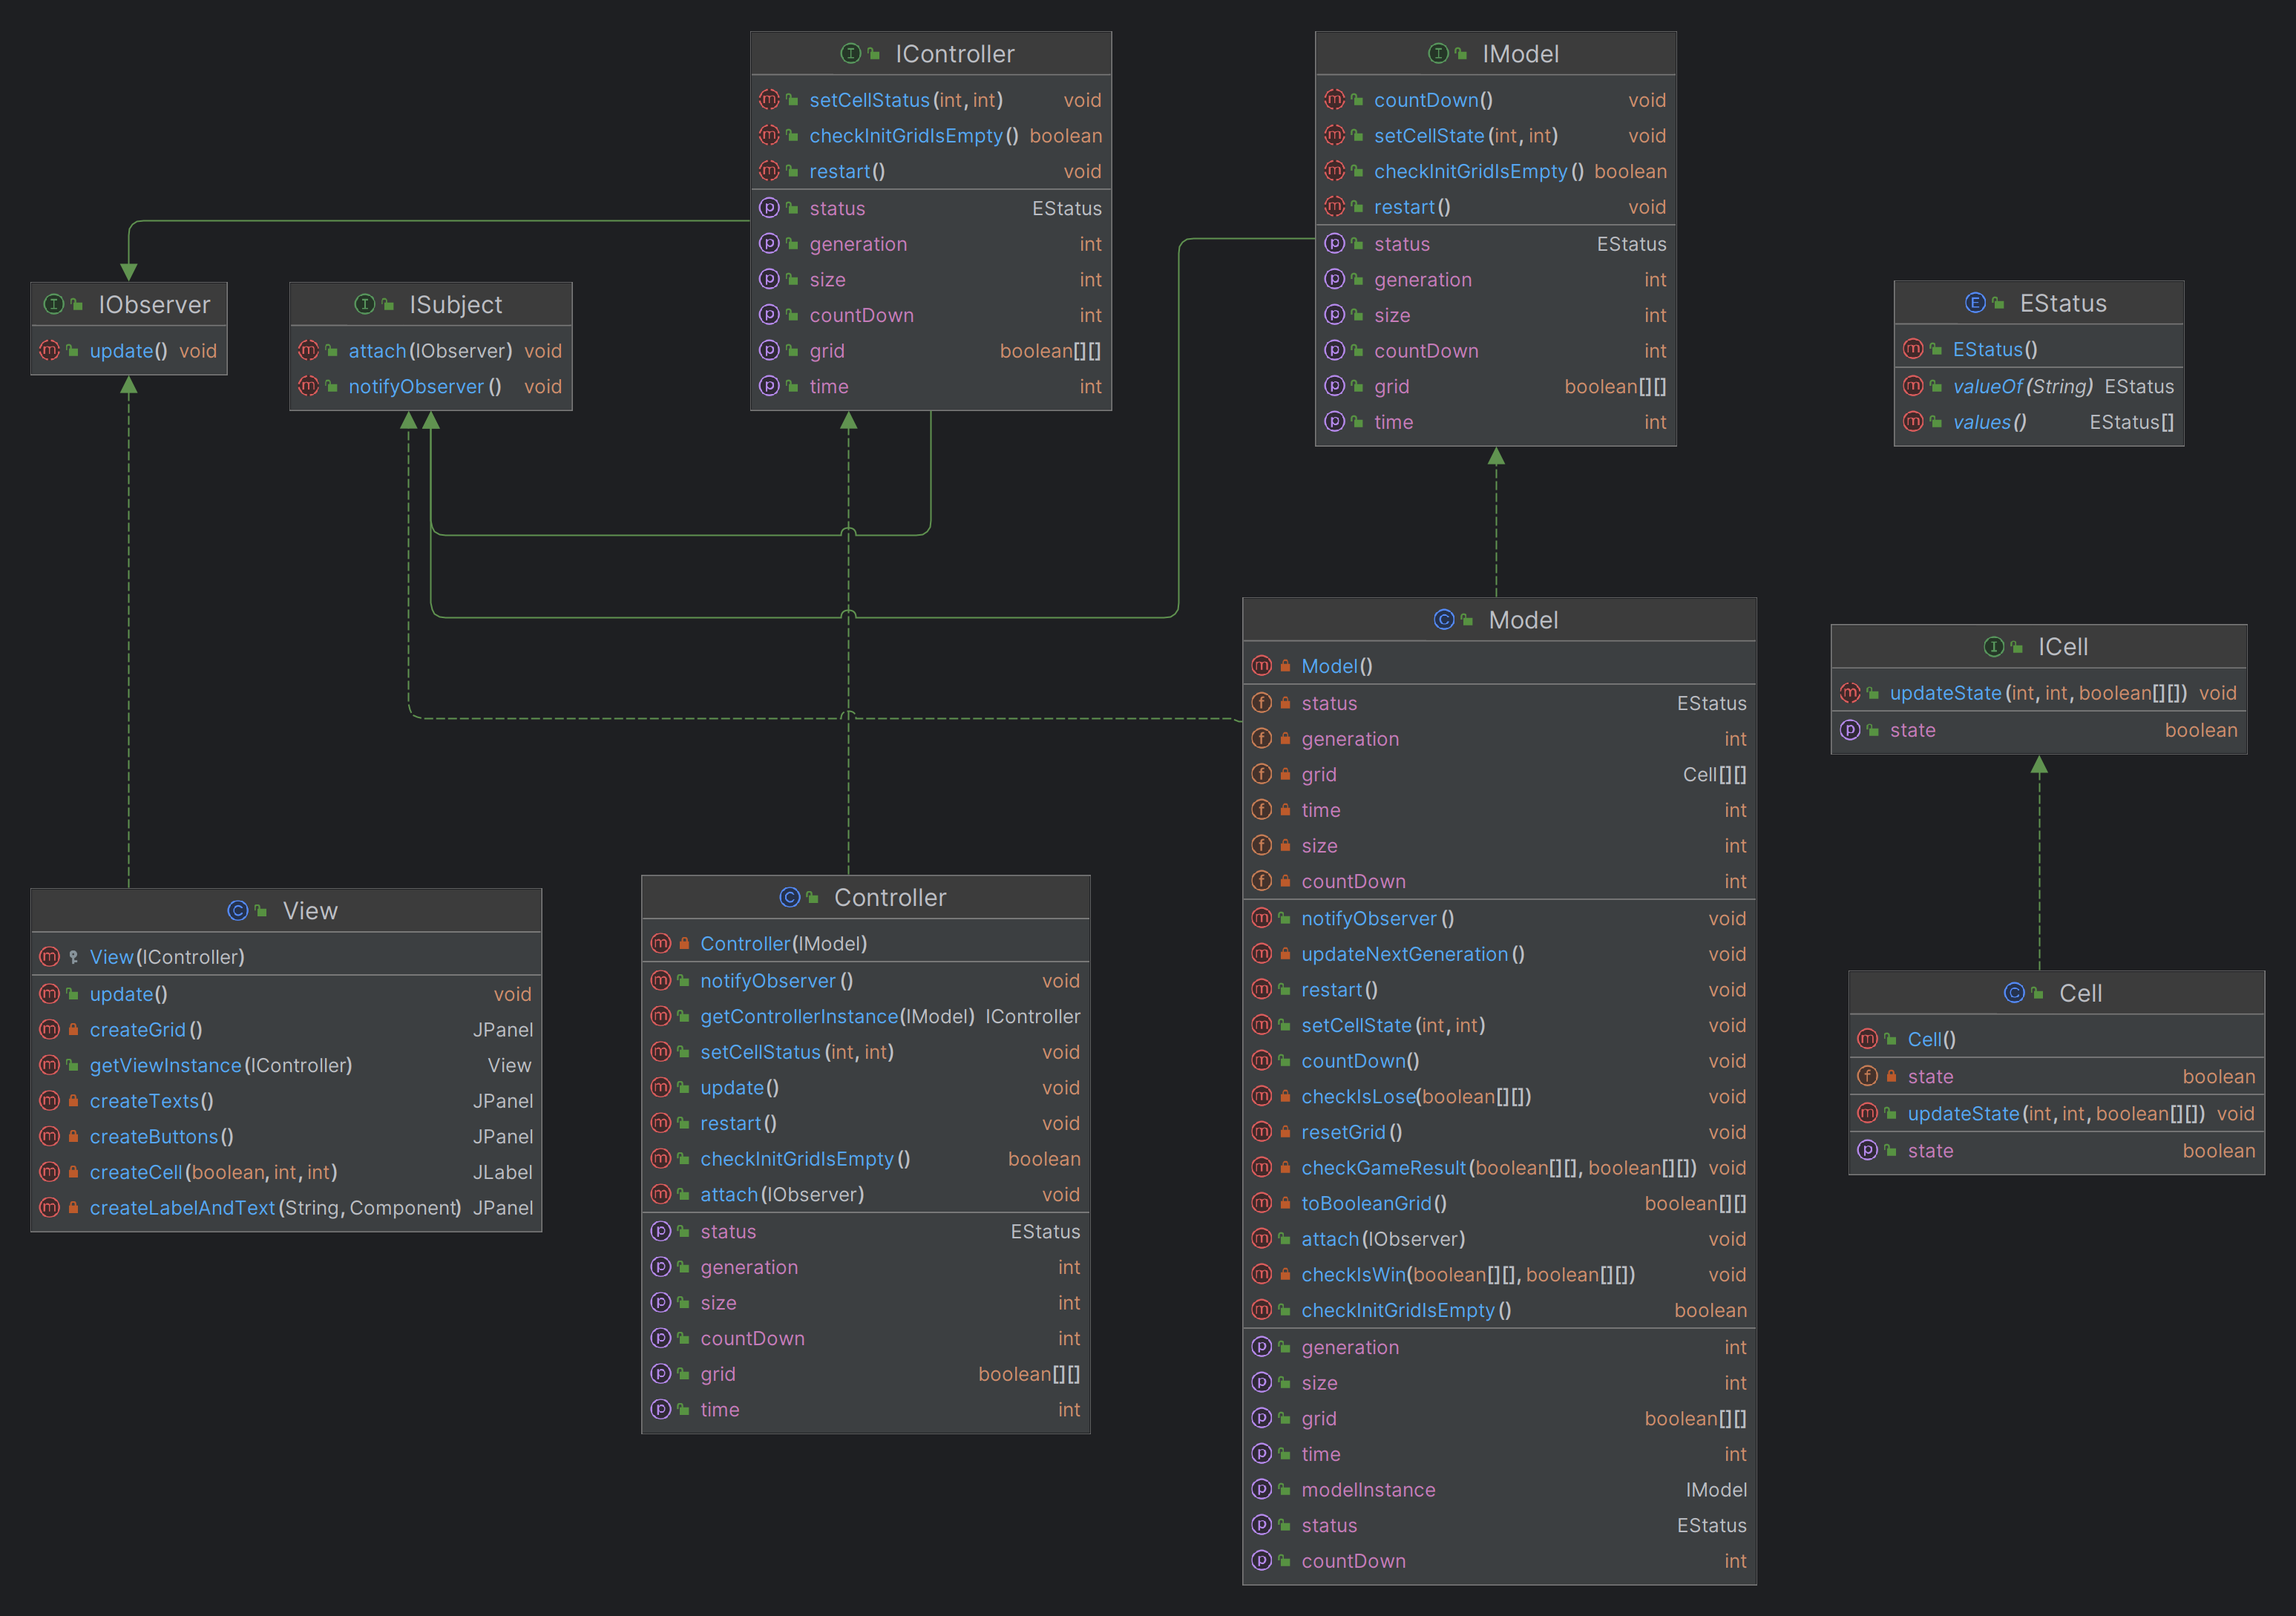 IController
setCellStatus(int, int) void
checkInitGridIsEmpty() boolean
restart() void
status EStatus
generation int
size int
countDown int
grid boolean[][]
time int
IModel
countDown() void
setCellState(int, int) void
checkInitGridIsEmpty() boolean
restart() void
status EStatus
generation int
size int
countDown int
grid boolean[][]
time int
IObserver
update() void
ISubject
attach(IObserver) void
notifyObserver() void
EStatus
EStatus()
valueOf(String) EStatus
values() EStatus[]
Model
Model()
status EStatus
generation int
grid Cell[][]
time int
size int
countDown int
notifyObserver() void
updateNextGeneration() void
restart() void
setCellState(int, int) void
countDown() void
checkIsLose(boolean[][]) void
resetGrid() void
checkGameResult(boolean[][], boolean[][]) void
toBooleanGrid() boolean[][]
attach(IObserver) void
checkIsWin(boolean[][], boolean[][]) void
checkInitGridIsEmpty() boolean
generation int
size int
grid boolean[][]
time int
modelInstance IModel
status EStatus
countDown int
ICell
updateState(int, int, boolean[][]) void
state boolean
View
View(IController)
update() void
createGrid() JPanel
getViewInstance(IController) View
createTexts() JPanel
createButtons() JPanel
createCell(boolean, int, int) JLabel
createLabelAndText(String, Component) JPanel
Controller
Controller(IModel)
notifyObserver() void
getControllerInstance(IModel) IController
setCellStatus(int, int) void
update() void
restart() void
checkInitGridIsEmpty() boolean
attach(IObserver) void
status EStatus
generation int
size int
countDown int
grid boolean[][]
time int
Cell
Cell()
state boolean
updateState(int, int, boolean[][]) void
state boolean